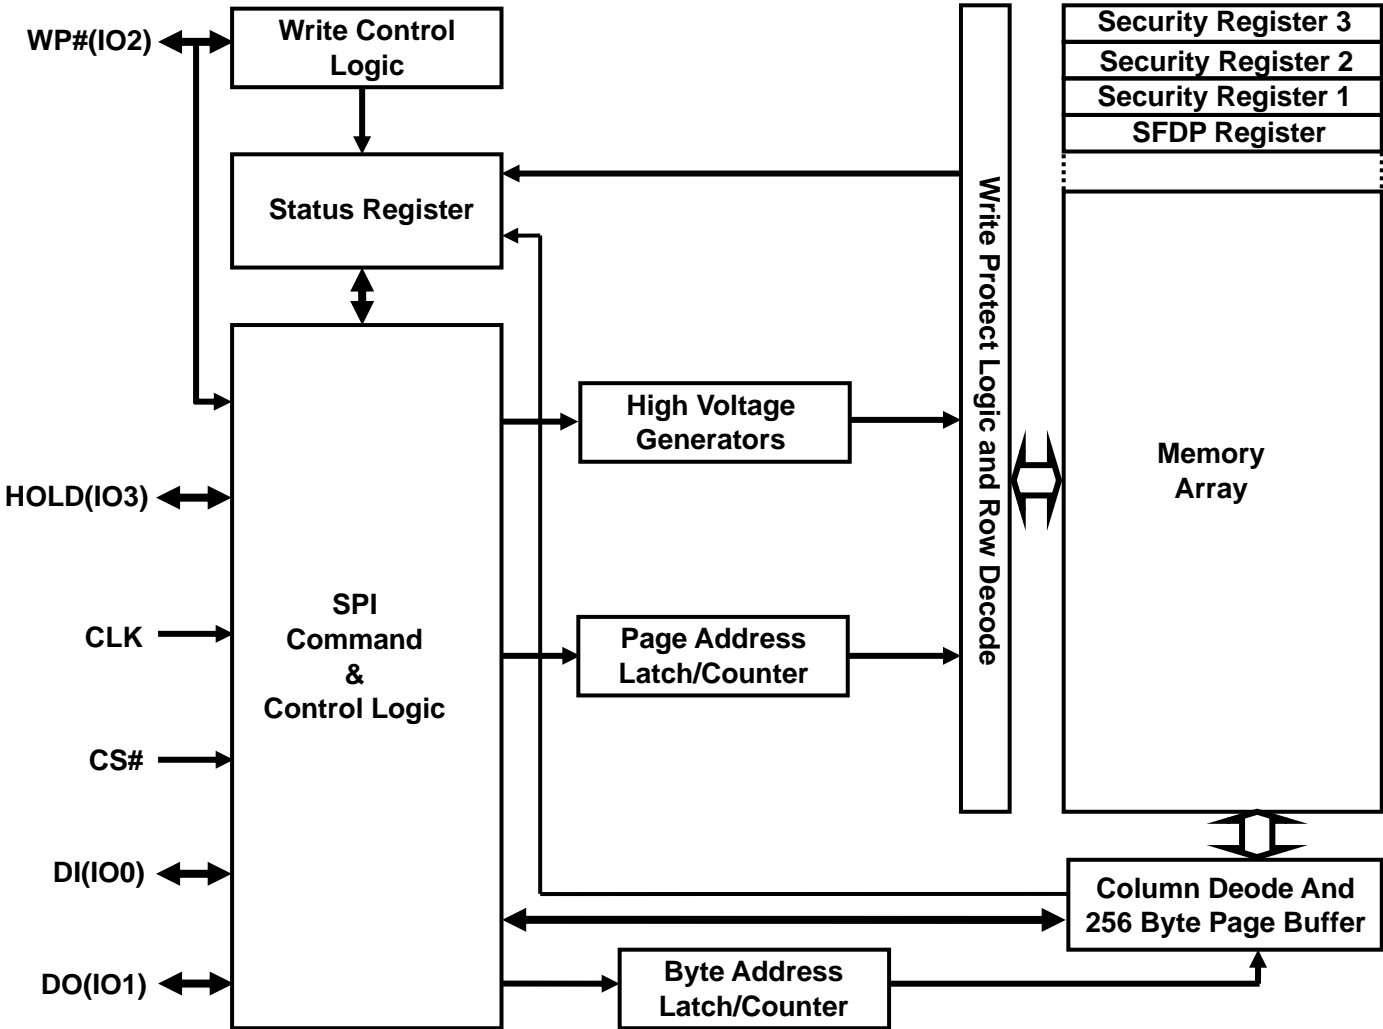 WP#(IO2)
Write Control
Logic
Security Register 3
Security Register 2
Security Register 1
SFDP Register
Status Register
Write Protect Logic and Row Decode
High Voltage
Generators
Memory
Array
HOLD(IO3)
SPI
Command
&
Control Logic
CLK
Page Address
Latch/Counter
CS#
DI(IO0)
Column Deode And
256 Byte Page Buffer
DO(IO1)
Byte Address
Latch/Counter